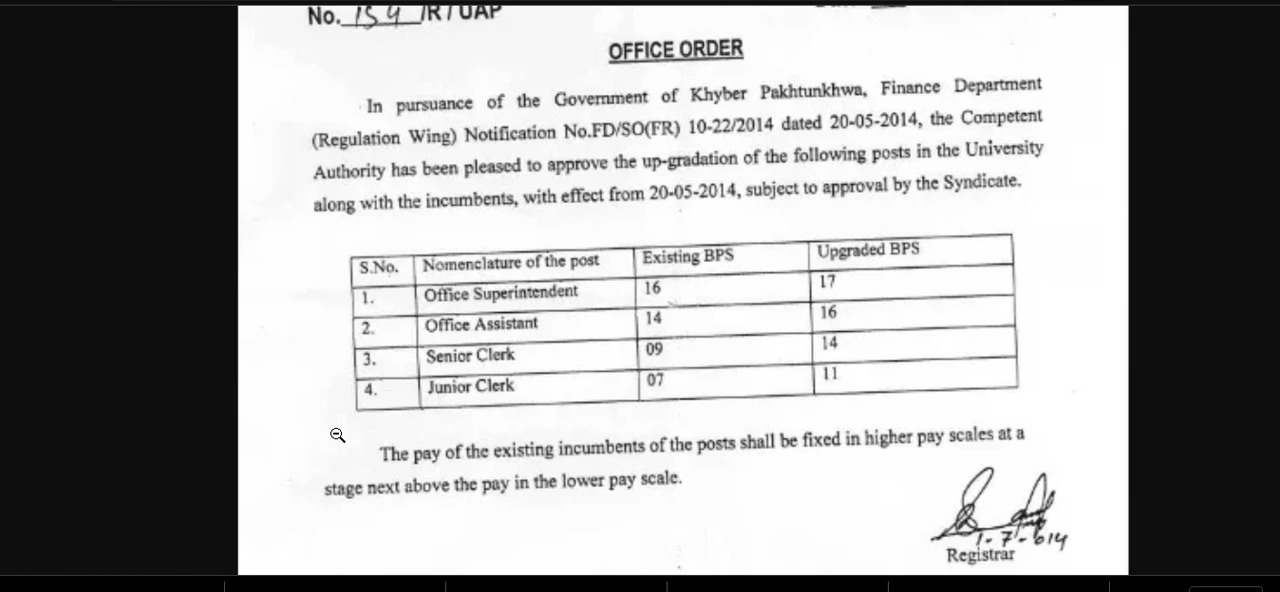 No. 154 /R/UAP
OFFICE ORDER
In pursuance of the Government of Khyber Pakhtunkhwa, Finance Department
(Regulation Wing) Notification No.FD/SO(FR) 10-22/2014 dated 20-05-2014, the Competent
Authority has been pleased to approve the up-gradation of the following posts in the University
along with the incumbents, with effect from 20-05-2014, subject to approval by the Syndicate.
S.No. Nomenclature of the post Existing BPS Upgraded BPS
1. Office Superintendent 16 17
2. Office Assistant 14 16
3. Senior Clerk 09 14
4. Junior Clerk 07 11
The pay of the existing incumbents of the posts shall be fixed in higher pay scales at a
stage next above the pay in the lower pay scale.
Registrar